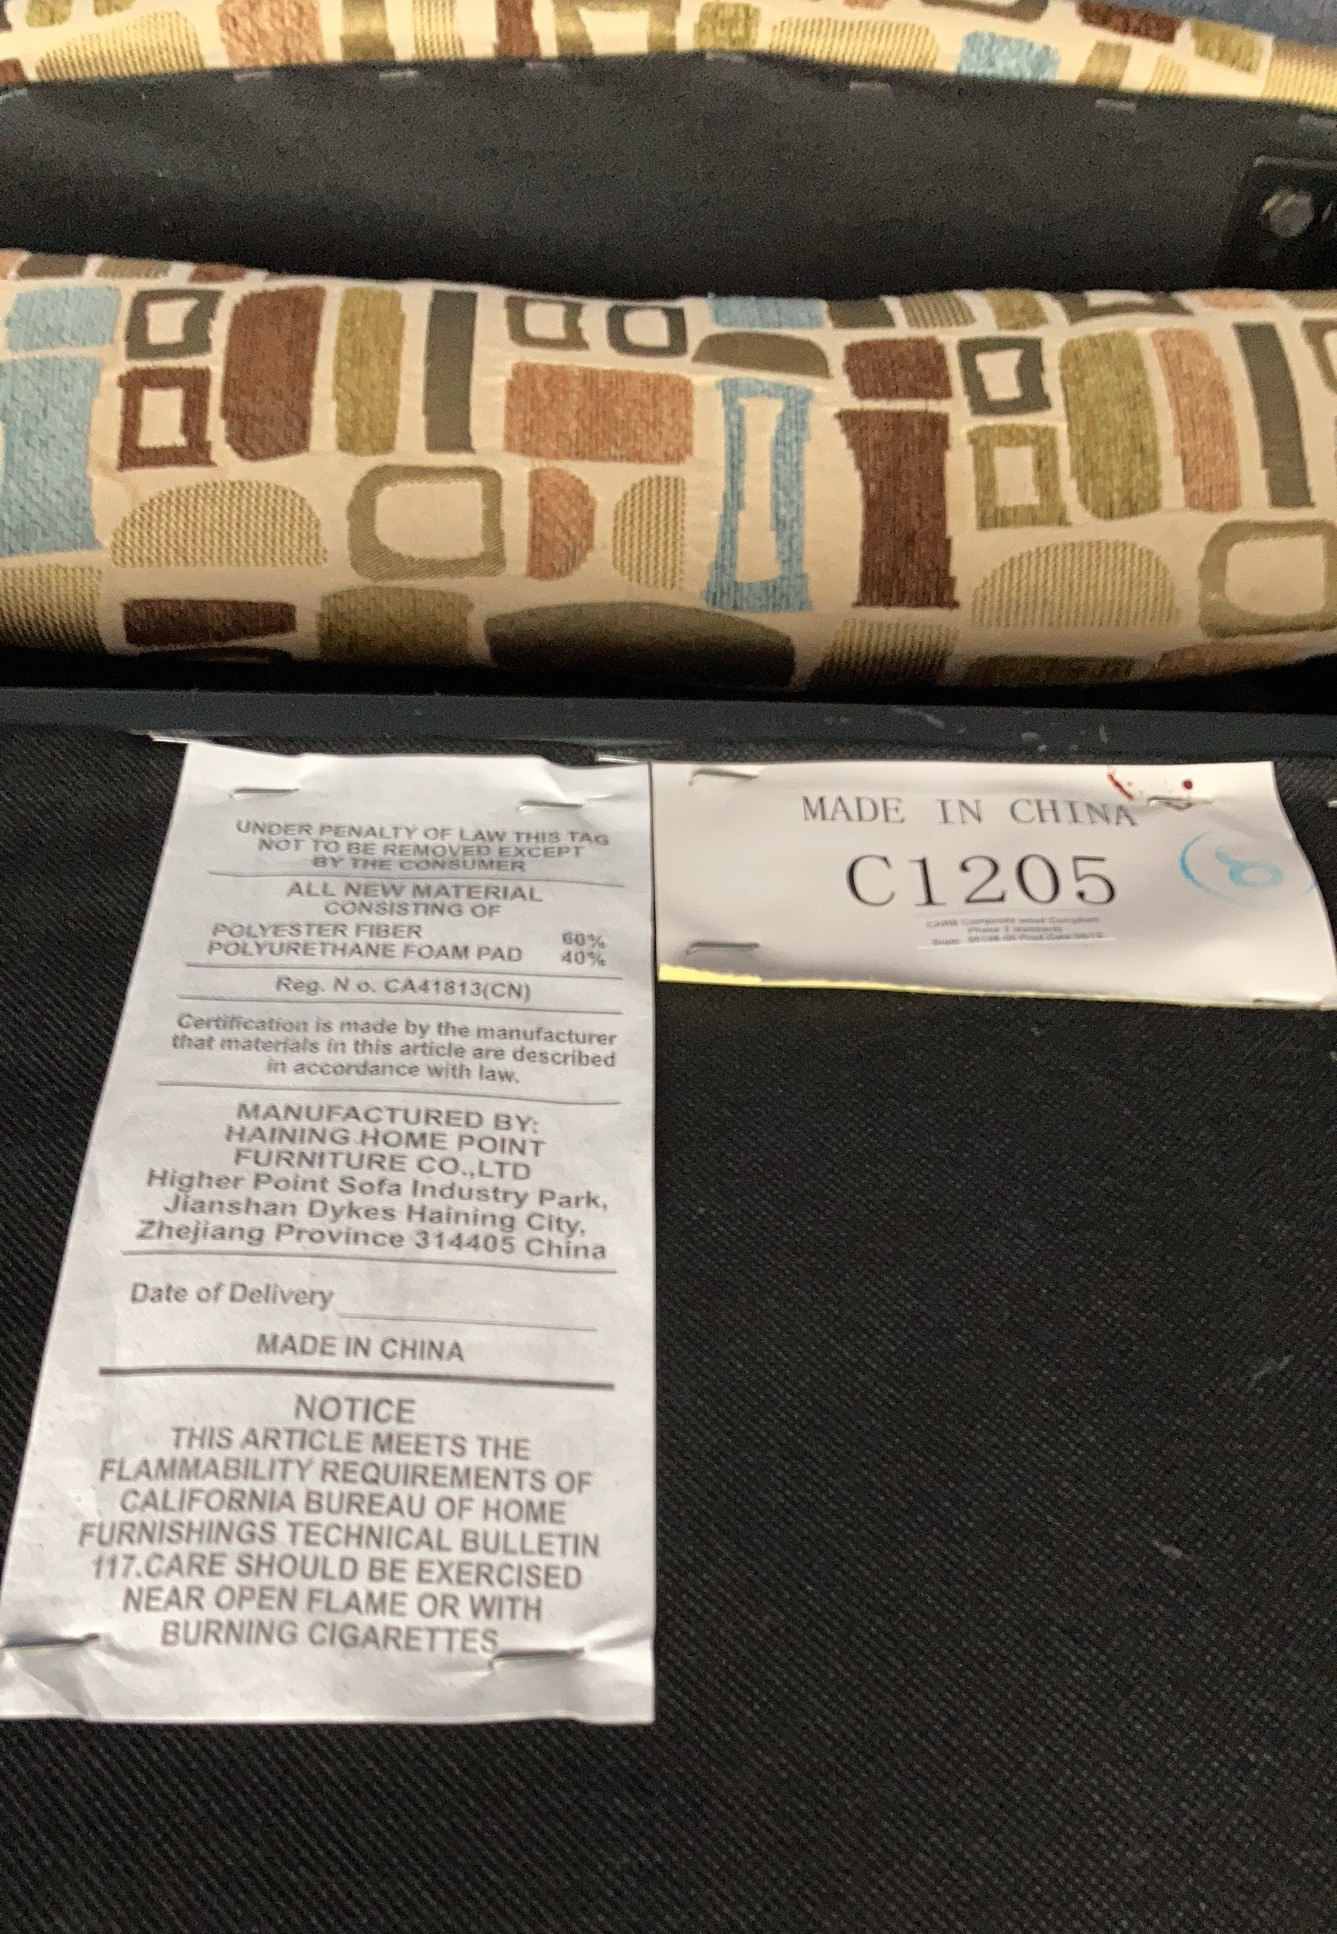 UNDER PENALTY OF LAW THIS TAG
NOT TO BE REMOVED EXCEPT
BY THE CONSUMER
ALL NEW MATERIAL
CONSISTING OF
POLYESTER FIBER 60%
POLYURETHANE FOAM PAD 40%
Reg. N o. CA41813(CN)
Certification is made by the manufacturer
that materials in this article are described
in accordance with law.
MANUFACTURED BY:
HAINING HOME POINT
FURNITURE CO.,LTD
Higher Point Sofa Industry Park,
Jianshan Dykes Haining City,
Zhejiang Province 314405 China
Date of Delivery
MADE IN CHINA
NOTICE
THIS ARTICLE MEETS THE
FLAMMABILITY REQUIREMENTS OF
CALIFORNIA BUREAU OF HOME
FURNISHINGS TECHNICAL BULLETIN
117.CARE SHOULD BE EXERCISED
NEAR OPEN FLAME OR WITH
BURNING CIGARETTES
MADE IN CHINA
C1205
CARB Composite wood Compliant
Phase